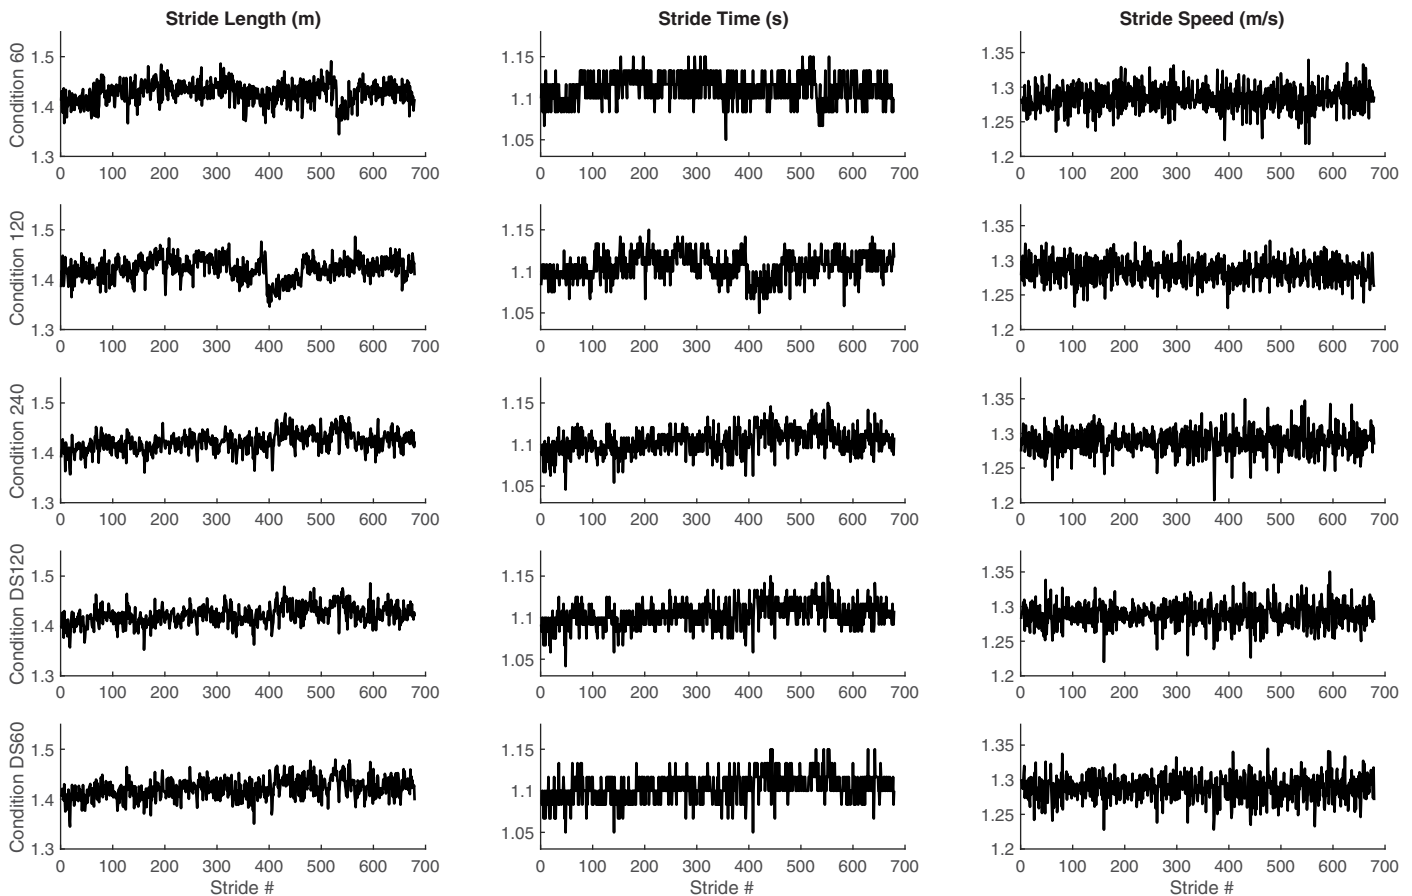 Stride Length (m) Stride Time (s) Stride Speed (m/s)
Condition 60
1.5 1.4 1.3
0 100 200 300 400 500 600 700
1.15 1.1 1.05
0 100 200 300 400 500 600 700
1.35 1.3 1.25 1.2
0 100 200 300 400 500 600 700
Condition 120
1.5 1.4 1.3
0 100 200 300 400 500 600 700
1.15 1.1 1.05
0 100 200 300 400 500 600 700
1.35 1.3 1.25 1.2
0 100 200 300 400 500 600 700
Condition 240
1.5 1.4 1.3
0 100 200 300 400 500 600 700
1.15 1.1 1.05
0 100 200 300 400 500 600 700
1.35 1.3 1.25 1.2
0 100 200 300 400 500 600 700
Condition DS120
1.5 1.4 1.3
0 100 200 300 400 500 600 700
1.15 1.1 1.05
0 100 200 300 400 500 600 700
1.35 1.3 1.25 1.2
0 100 200 300 400 500 600 700
Condition DS60
1.5 1.4 1.3
0 100 200 300 400 500 600 700
1.15 1.1 1.05
0 100 200 300 400 500 600 700
1.35 1.3 1.25 1.2
0 100 200 300 400 500 600 700
Stride # Stride # Stride #